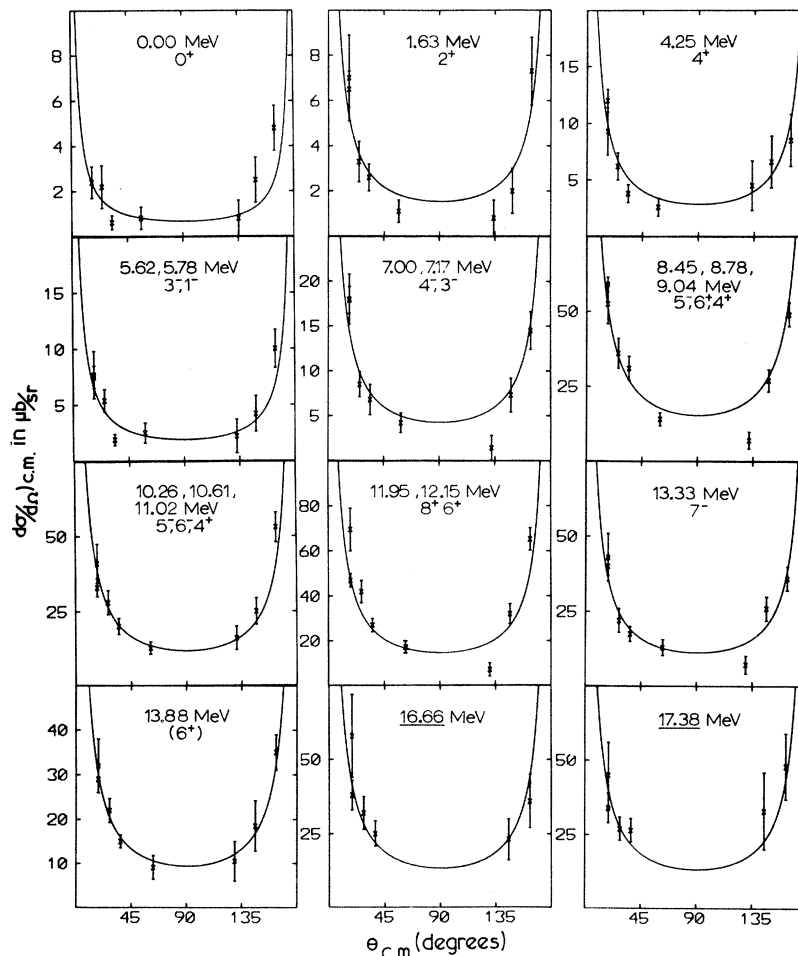 dσ/dΩ)c.m. in μb/sr
0.00 MeV
0⁺
8
6
4
2
1.63 MeV
2⁺
8
6
4
2
4.25 MeV
4⁺
15
10
5
5.62, 5.78 MeV
3⁻,1⁻
15
10
5
7.00, 7.17 MeV
4⁻,3⁻
20
15
10
5
8.45, 8.78,
9.04 MeV
5⁻,6⁺,4⁺
50
25
10.26, 10.61,
11.02 MeV
5⁻,6⁻,4⁺
50
25
11.95, 12.15 MeV
8⁺ 6⁺
80
60
40
20
13.33 MeV
7⁻
50
25
13.88 MeV
(6⁺)
40
30
20
10
45 90 135
16.66 MeV
50
25
45 90 135
17.38 MeV
50
25
45 90 135
θc.m. (degrees)